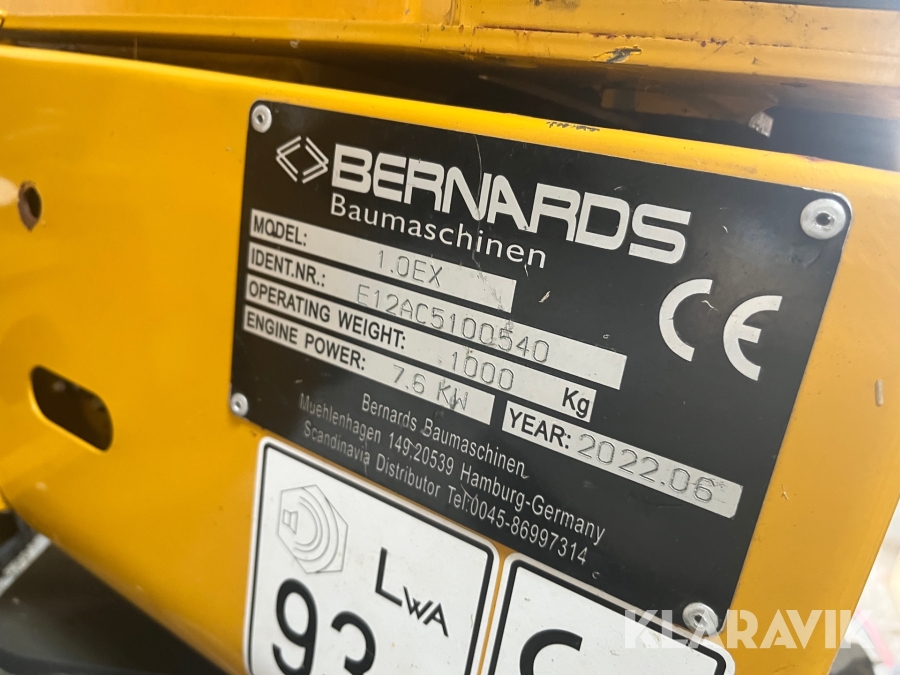 BERNARDS
Baumaschinen
MODEL: 1.0EX
IDENT.NR.: E12AC5100540
OPERATING WEIGHT: 1000 Kg
ENGINE POWER: 7.6 KW YEAR: 2022.06
Bernards Baumaschinen
Muehlenhagen 149,20539 Hamburg-Germany
Scandinavia Distributor Tel:0045-86997314
CE
LWA
KLARAVIK